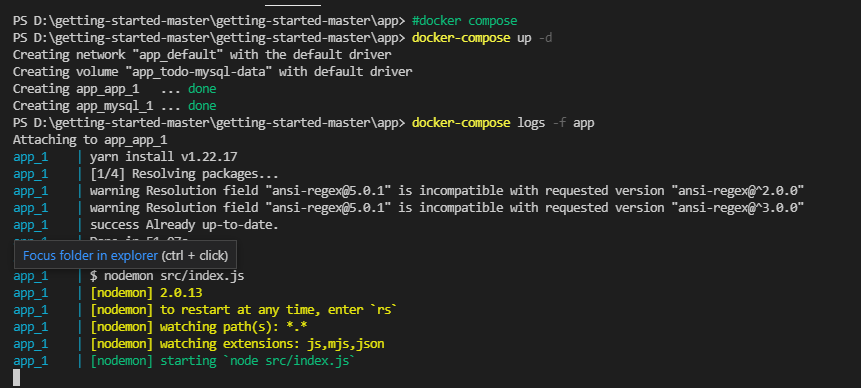 PS D:\getting-started-master\getting-started-master\app> #docker compose
PS D:\getting-started-master\getting-started-master\app> docker-compose up -d
Creating network "app_default" with the default driver
Creating volume "app_todo-mysql-data" with default driver
Creating app_app_1   ... done
Creating app_mysql_1 ... done
PS D:\getting-started-master\getting-started-master\app> docker-compose logs -f app
Attaching to app_app_1
app_1    | yarn install v1.22.17
app_1    | [1/4] Resolving packages...
app_1    | warning Resolution field "ansi-regex@5.0.1" is incompatible with requested version "ansi-regex@^2.0.0"
app_1    | warning Resolution field "ansi-regex@5.0.1" is incompatible with requested version "ansi-regex@^3.0.0"
app_1    | success Already up-to-date.
Focus folder in explorer (ctrl + click)
app_1    | $ nodemon src/index.js
app_1    | [nodemon] 2.0.13
app_1    | [nodemon] to restart at any time, enter `rs`
app_1    | [nodemon] watching path(s): *.*
app_1    | [nodemon] watching extensions: js,mjs,json
app_1    | [nodemon] starting `node src/index.js`